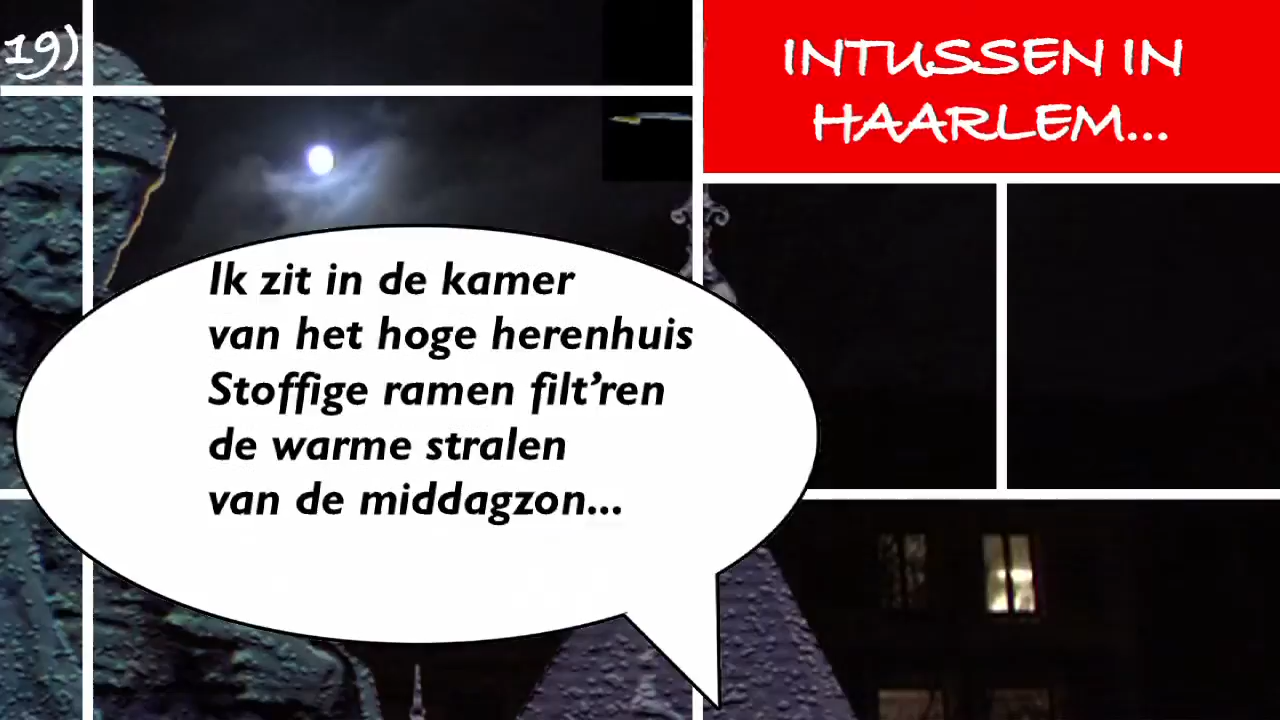 19)
INTUSSEN IN
HAARLEM...
Ik zit in de kamer
van het hoge herenhuis
Stoffige ramen filt’ren
de warme stralen
van de middagzon...